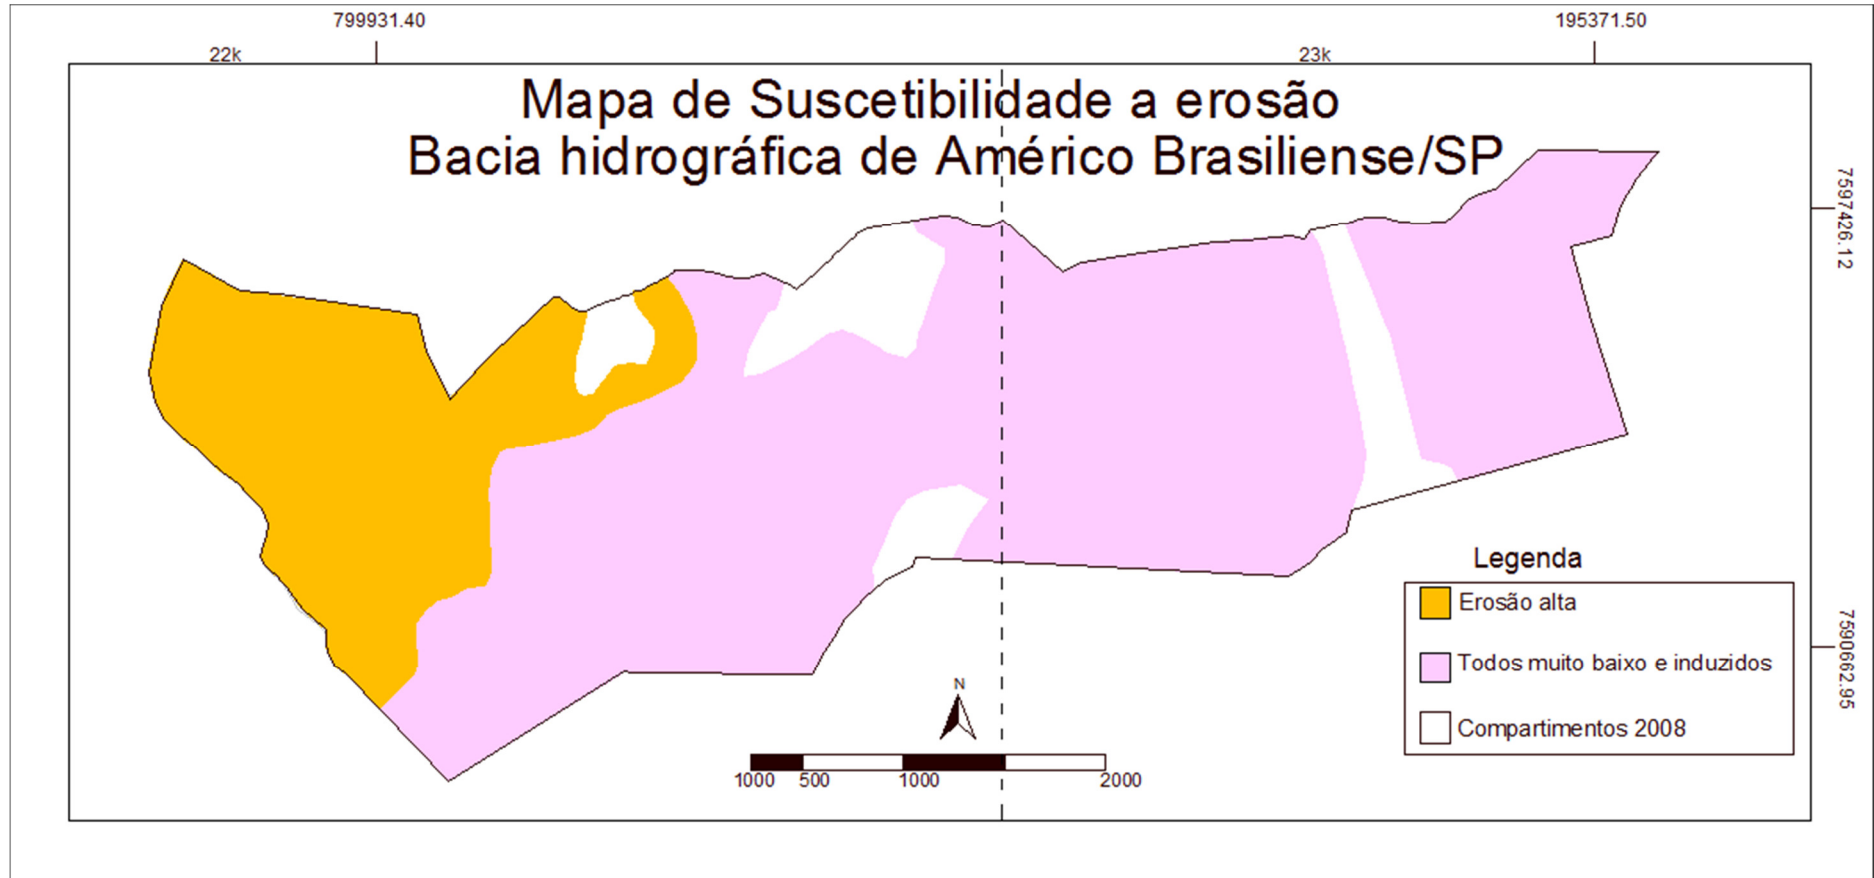 799931.40
195371.50
22k
23k
Mapa de Suscetibilidade a erosão
Bacia hidrográfica de Américo Brasiliense/SP
7597426.12
Legenda
Erosão alta
Todos muito baixo e induzidos
Compartimentos 2008
7590662.95
N
1000 500 1000 2000